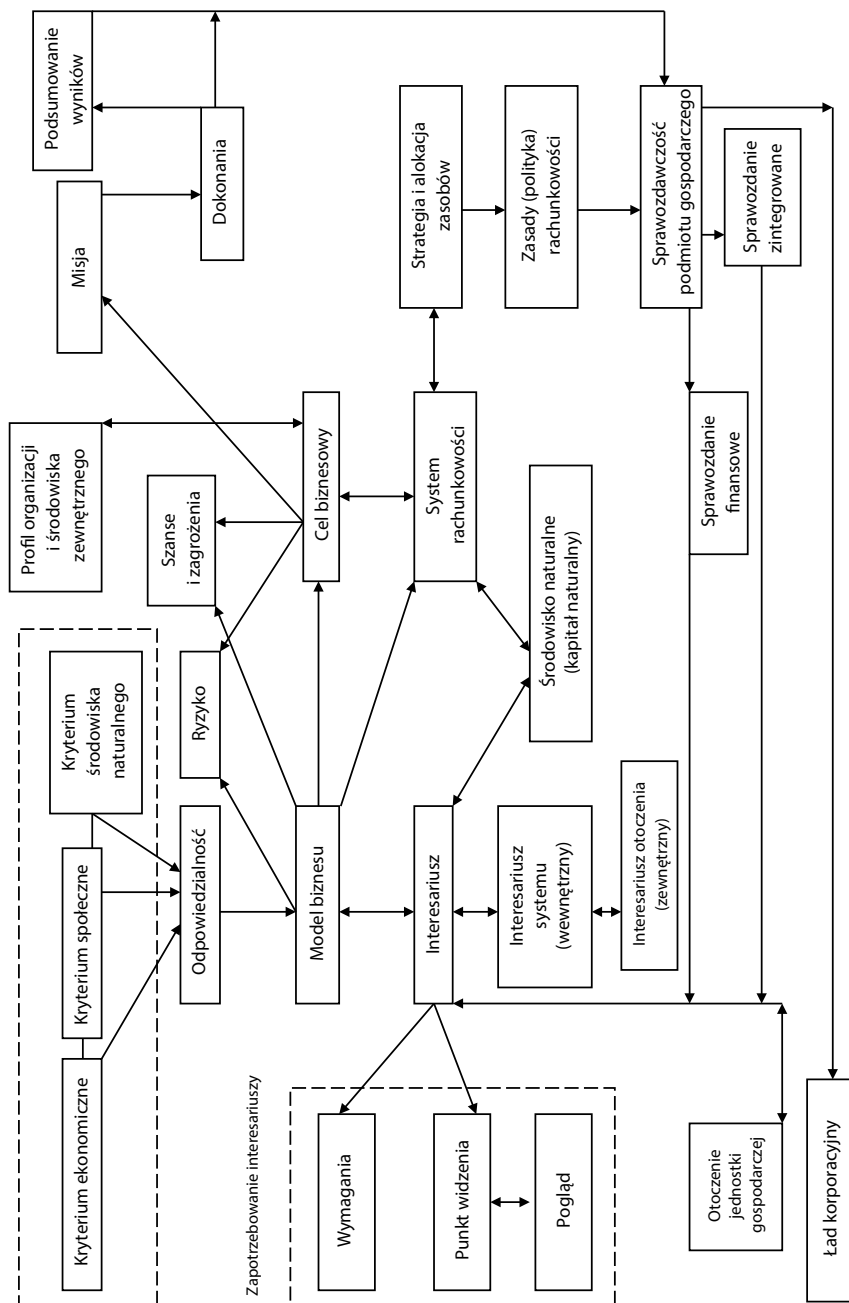 Kryterium ekonomiczne
Kryterium społeczne
Kryterium
środowiska
naturalnego
Profil organizacji
i środowiska
zewnętrznego
Misja
Podsumowanie
wyników
Odpowiedzialność
Ryzyko
Szanse
i zagrożenia
Dokonania
Zapotrzebowanie interesariuszy
Wymagania
Model biznesu
Cel biznesowy
Punkt widzenia
Interesariusz
System
rachunkowości
Strategia i alokacja
zasobów
Pogląd
Interesariusz
systemu
(wewnętrzny)
Środowisko naturalne
(kapitał naturalny)
Zasady (polityka)
rachunkowości
Interesariusz otoczenia
(zewnętrzny)
Sprawozdawczość
podmiotu gospodarczego
Otoczenie
jednostki
gospodarczej
Sprawozdanie
finansowe
Sprawozdanie
zintegrowane
Ład korporacyjny